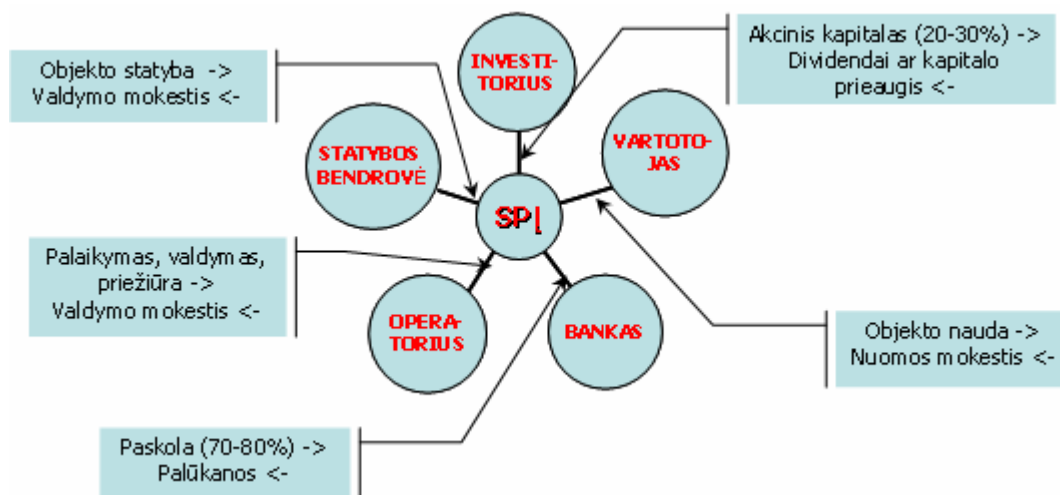 Objekto statyba ->
Valdymo mokestis <-
INVESTI-
TORIUS
Akcinis kapitalas (20-30%) ->
Dividendai ar kapitalo
prieaugis <-
STATYBOS
BENDROVĖ
VARTOTO-
JAS
SPĮ
Palaikymas, valdymas,
priežiūra ->
Valdymo mokestis <-
OPERA-
TORIUS
BANKAS
Objekto nauda ->
Nuomos mokestis <-
Paskola (70-80%) ->
Palūkanos <-